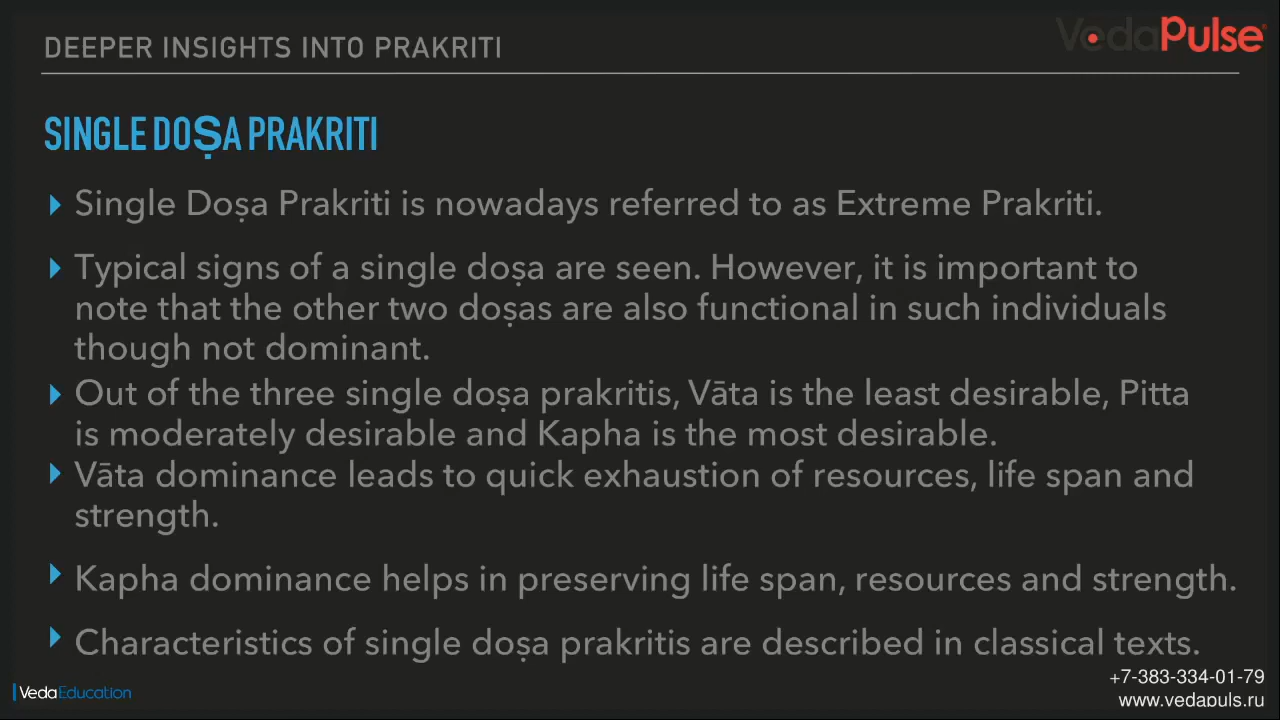 DEEPER INSIGHTS INTO PRAKRITI
VedaPulse
SINGLE DOṢA PRAKRITI
Single Doṣa Prakriti is nowadays referred to as Extreme Prakriti.
Typical signs of a single doṣa are seen. However, it is important to
note that the other two doṣas are also functional in such individuals
though not dominant.
Out of the three single doṣa prakritis, Vāta is the least desirable, Pitta
is moderately desirable and Kapha is the most desirable.
Vāta dominance leads to quick exhaustion of resources, life span and
strength.
Kapha dominance helps in preserving life span, resources and strength.
Characteristics of single doṣa prakritis are described in classical texts.
+7-383-334-01-79
VedaEducation
www.vedapuls.ru